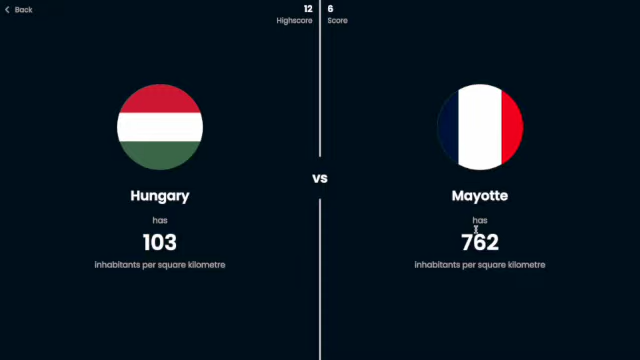 Back
12
Highscore
6
Score
VS
Hungary
has
103
inhabitants per square kilometre
Mayotte
has
762
inhabitants per square kilometre